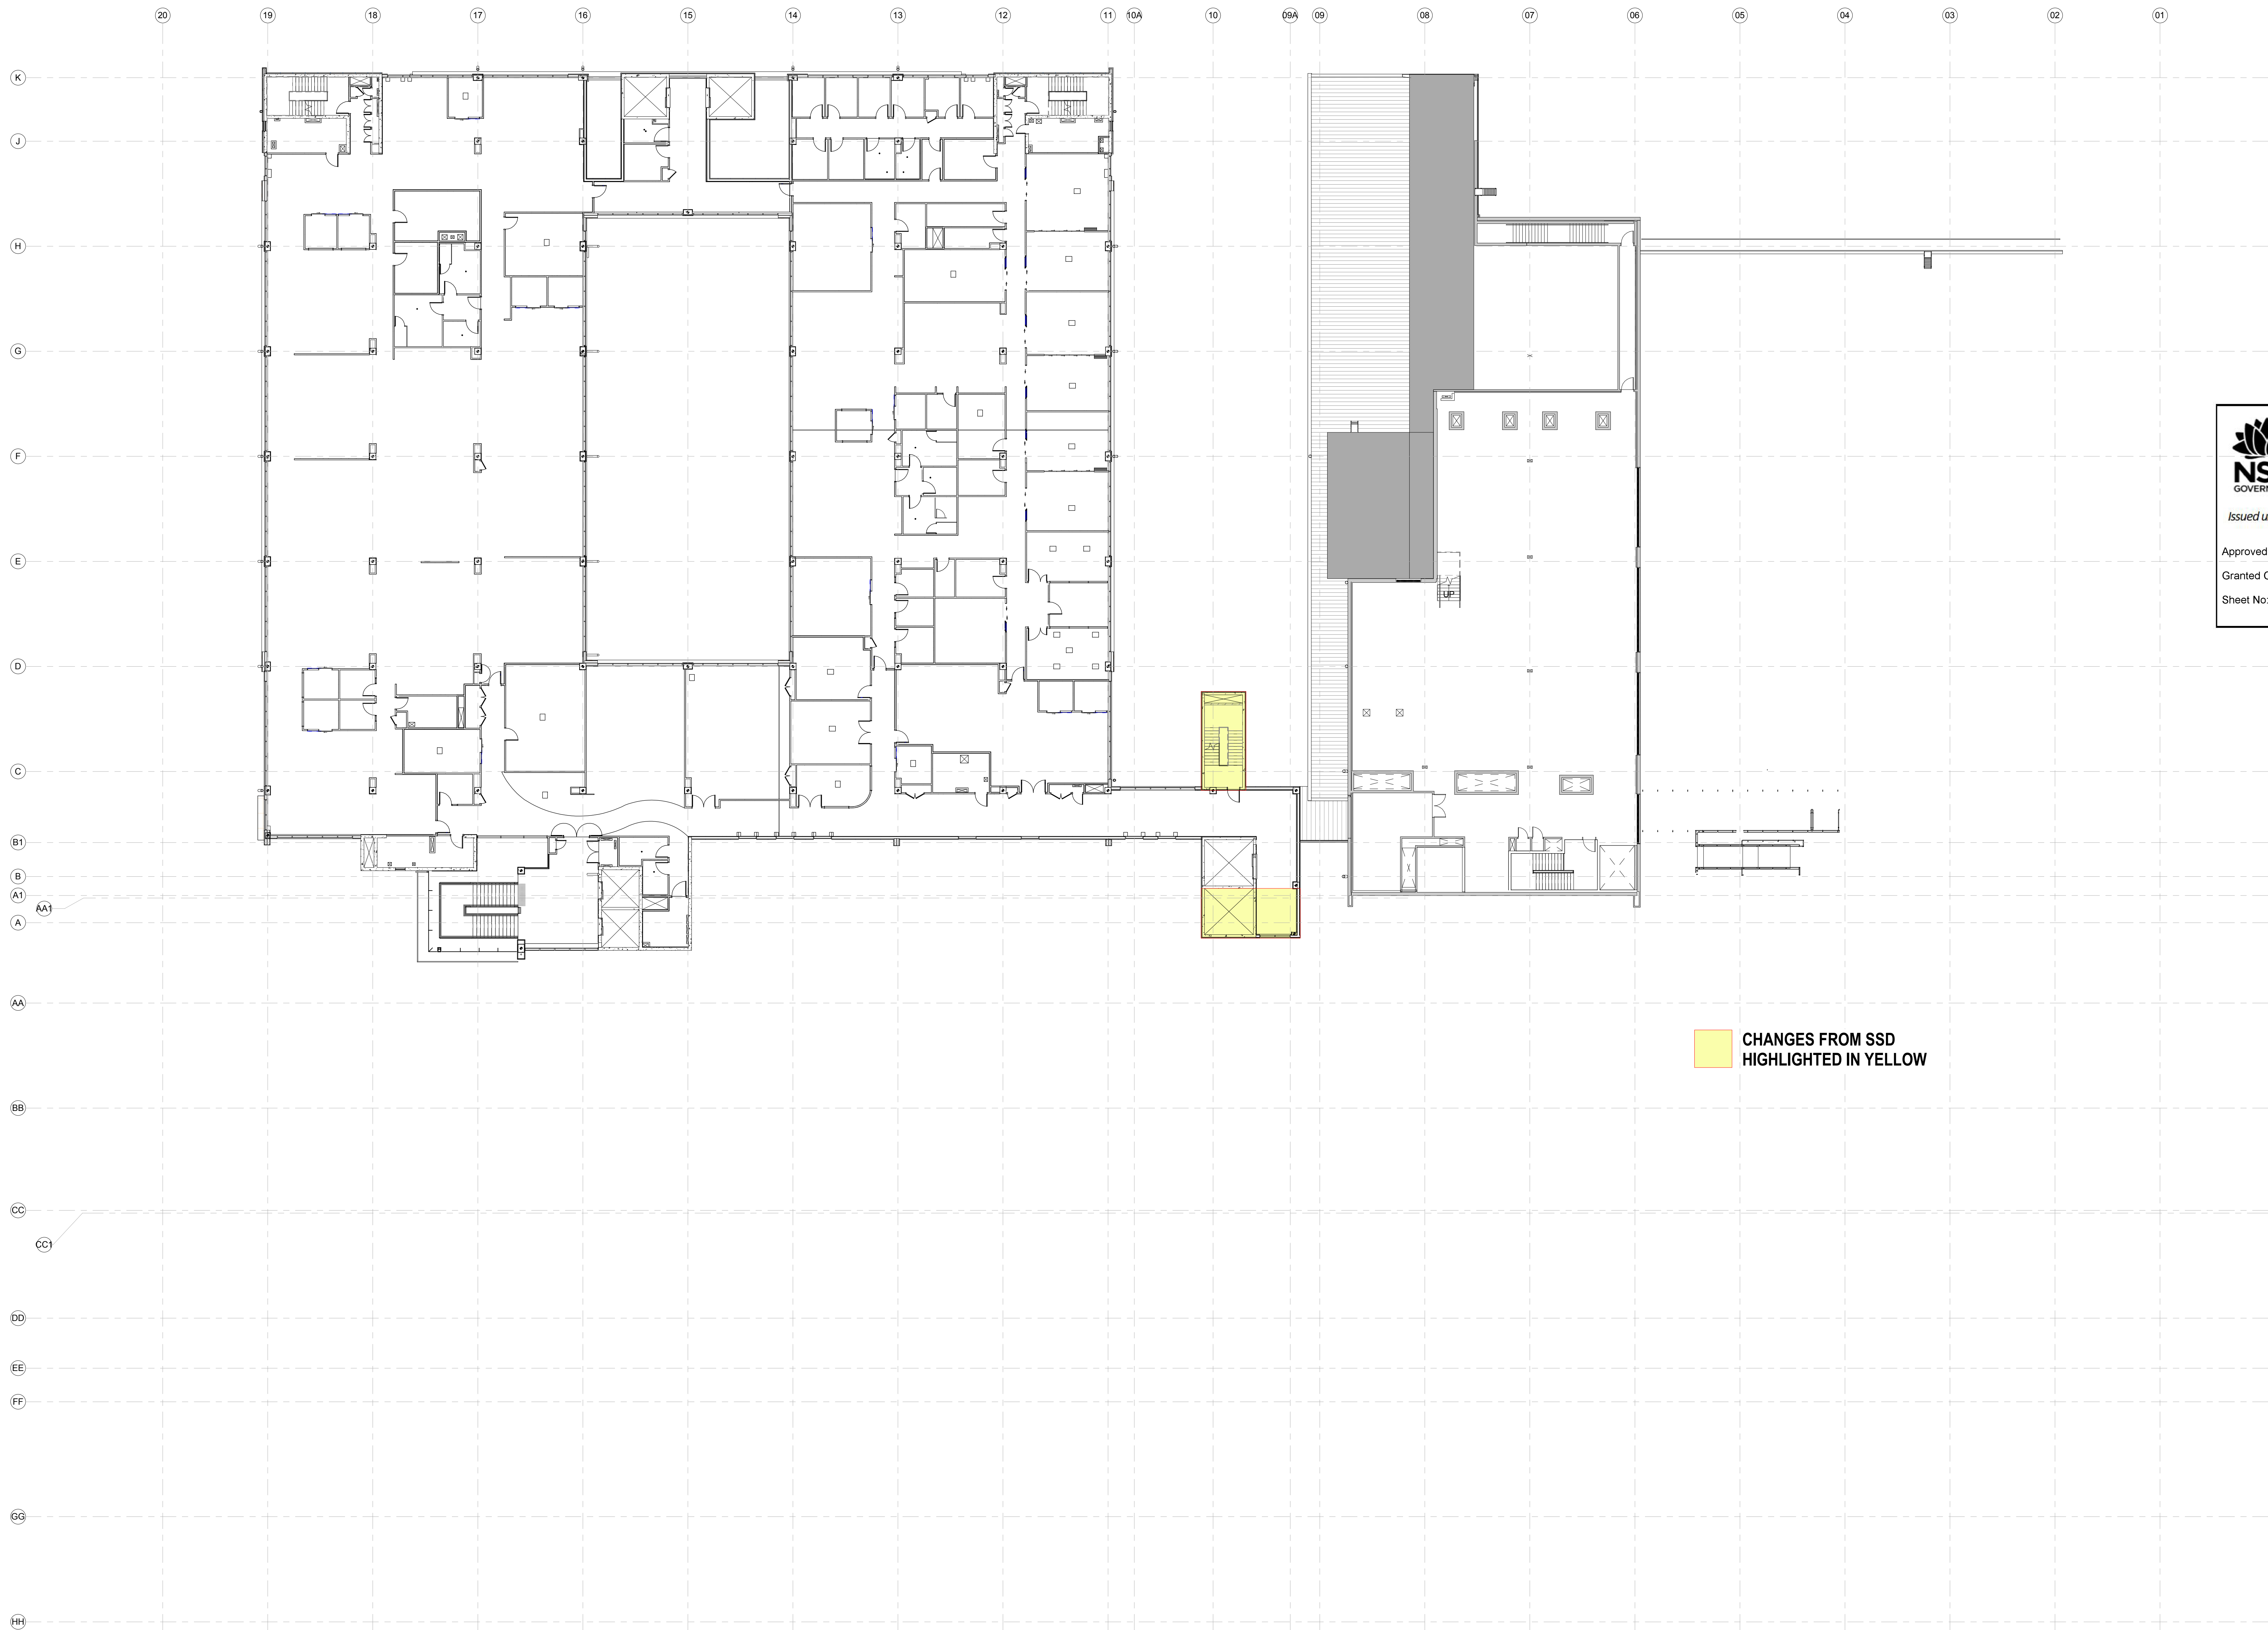 20 19 18 17 16 15 14 13 12 11 10A 10 09A 09 08 07 06 05 04 03 02 01
K
J
H
G
F
E
D
C
B1
B
A1
AA1
A
AA
BB
CC
CC1
DD
EE
FF
GG
HH
UP
NS
GOVERN
Issued u
Approved
Granted C
Sheet No:
CHANGES FROM SSD
HIGHLIGHTED IN YELLOW